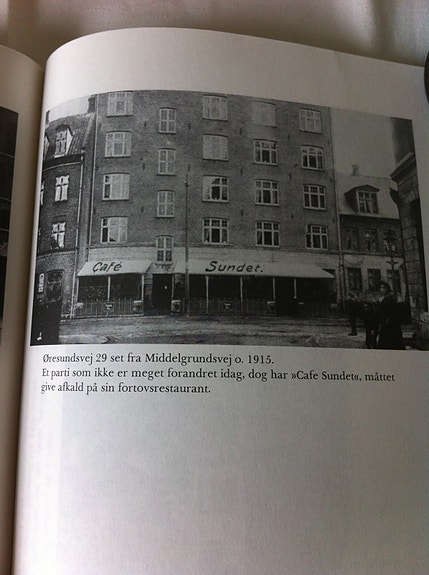 Café Sundet.
Øresundsvej 29 set fra Middelgrundsvej o. 1915.
Et parti som ikke er meget forandret idag, dog har »Cafe Sundet«, måttet
give afkald på sin fortovsrestaurant.